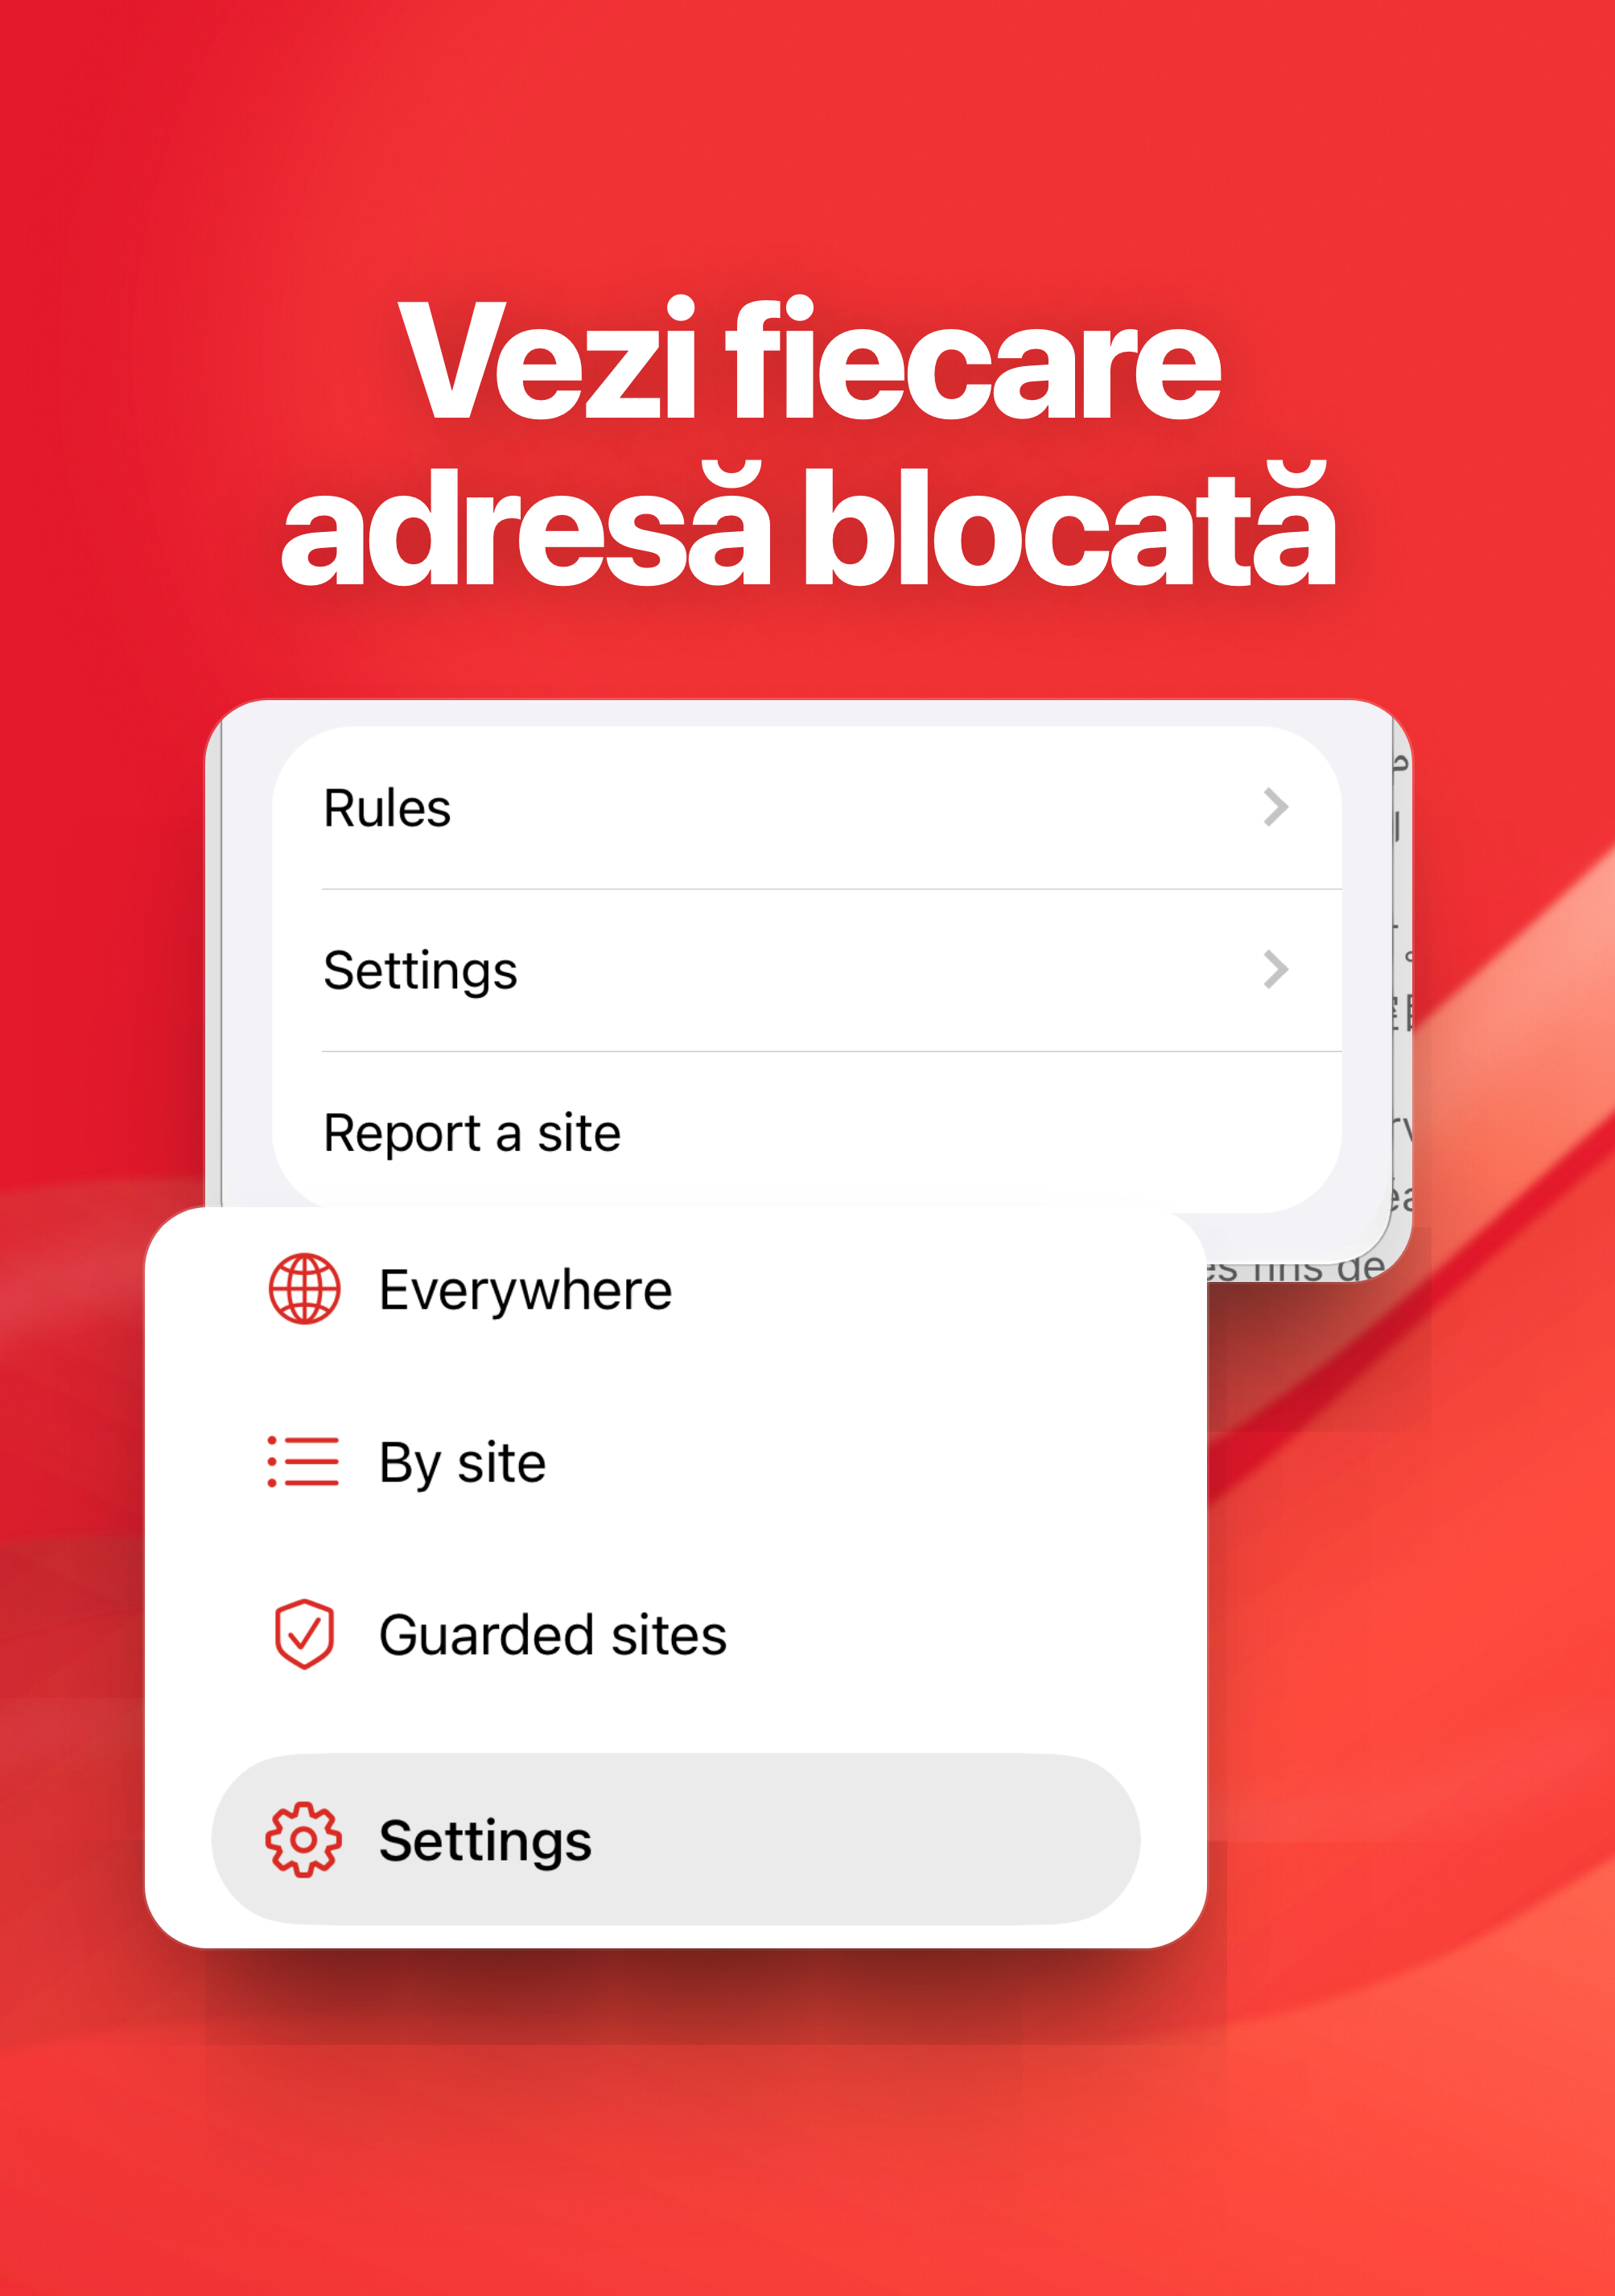 Vezi fiecare
adresă blocată
Rules
Settings
Report a site
Everywhere
By site
Guarded sites
Settings